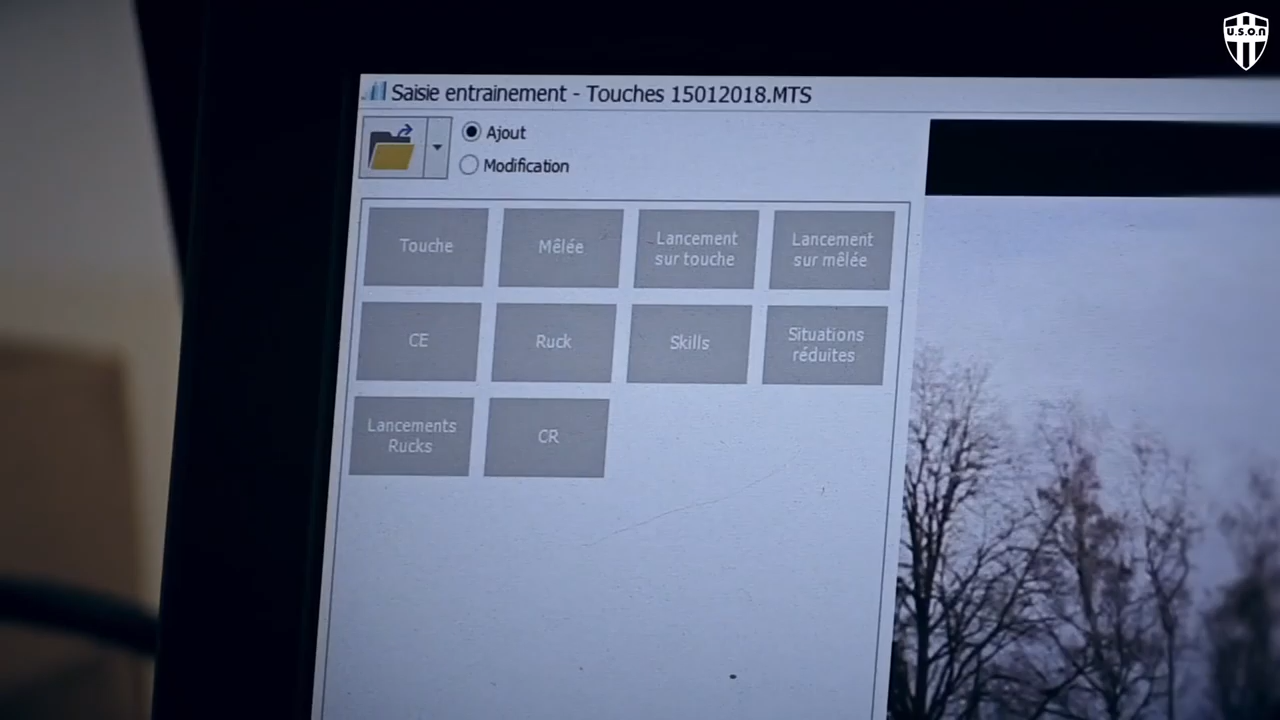 U.S.O.N
Saisie entrainement - Touches 15012018.MTS
Ajout
Modification
Touche
Mêlée
Lancement
sur touche
Lancement
sur mêlée
CE
Ruck
Skills
Situations
réduites
Lancements
Rucks
CR